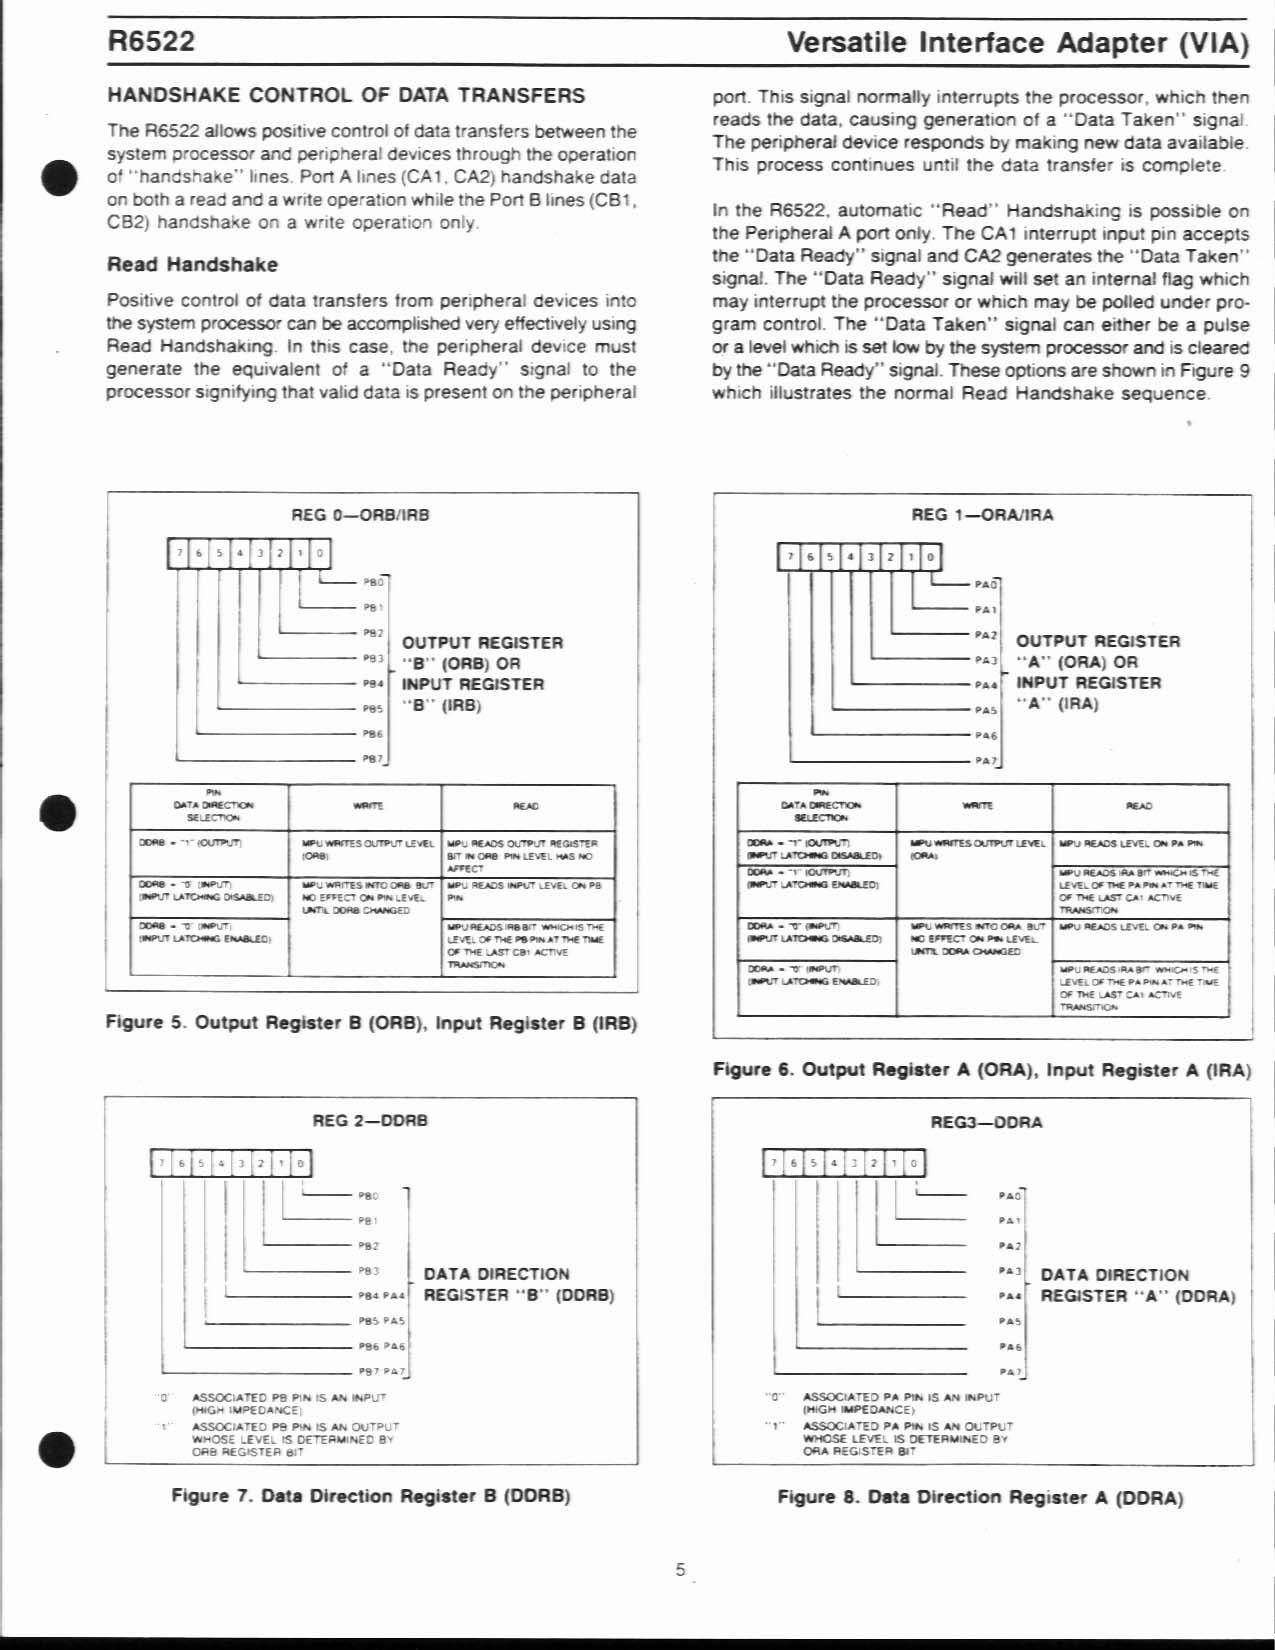 R6522
Versatile Interface Adapter (VIA)
HANDSHAKE CONTROL OF DATA TRANSFERS
The R6522 allows positive control of data transfers between the
system processor and peripheral devices through the operation
of "handshake" lines. Port A lines (CA1, CA2) handshake data
on both a read and a write operation while the Port B lines (CB1,
CB2) handshake on a write operation only.
Read Handshake
Positive control of data transfers from peripheral devices into
the system processor can be accomplished very effectively using
Read Handshaking. In this case, the peripheral device must
generate the equivalent of a "Data Ready" signal to the
processor signifying that valid data is present on the peripheral
port. This signal normally interrupts the processor, which then
reads the data, causing generation of a "Data Taken" signal.
The peripheral device responds by making new data available.
This process continues until the data transfer is complete.
In the R6522, automatic "Read" Handshaking is possible on
the Peripheral A port only. The CA1 interrupt input pin accepts
the "Data Ready" signal and CA2 generates the "Data Taken"
signal. The "Data Ready" signal will set an internal flag which
may interrupt the processor or which may be polled under pro-
gram control. The "Data Taken" signal can either be a pulse
or a level which is set low by the system processor and is cleared
by the "Data Ready" signal. These options are shown in Figure 9
which illustrates the normal Read Handshake sequence.
REG 0—ORB/IRB
7 6 5 4 3 2 1 0
PB0
PB1
PB2
PB3
PB4
PB5
PB6
PB7
OUTPUT REGISTER
"B" (ORB) OR
INPUT REGISTER
"B" (IRB)
PIN
DATA DIRECTION
SELECTION
WRITE
READ
DDRB = "1" (OUTPUT)
MPU WRITES OUTPUT LEVEL
(ORB)
MPU READS OUTPUT REGISTER
BIT IN ORB. PIN LEVEL HAS NO
AFFECT
DDRB = "0" (INPUT)
(INPUT LATCHING DISABLED)
MPU WRITES INTO ORB BUT
NO EFFECT ON PIN LEVEL
UNTIL DDRB CHANGED
MPU READS INPUT LEVEL ON PB
PIN
DDRB = "0" (INPUT)
(INPUT LATCHING ENABLED)
MPU READS IRB BIT WHICH IS THE
LEVEL OF THE PB PIN AT THE TIME
OF THE LAST CB1 ACTIVE
TRANSITION
Figure 5. Output Register B (ORB), Input Register B (IRB)
REG 1—ORA/IRA
7 6 5 4 3 2 1 0
PA0
PA1
PA2
PA3
PA4
PA5
PA6
PA7
OUTPUT REGISTER
"A" (ORA) OR
INPUT REGISTER
"A" (IRA)
PIN
DATA DIRECTION
SELECTION
WRITE
READ
DDRA = "1" (OUTPUT)
(INPUT LATCHING DISABLED)
MPU WRITES OUTPUT LEVEL
(ORA)
MPU READS LEVEL ON PA PIN
DDRA = "1" (OUTPUT)
(INPUT LATCHING ENABLED)
MPU READS IRA BIT WHICH IS THE
LEVEL OF THE PA PIN AT THE TIME
OF THE LAST CA1 ACTIVE
TRANSITION
DDRA = "0" (INPUT)
(INPUT LATCHING DISABLED)
MPU WRITES INTO ORA BUT
NO EFFECT ON PIN LEVEL
UNTIL DDRA CHANGED
MPU READS LEVEL ON PA PIN
DDRA = "0" (INPUT)
(INPUT LATCHING ENABLED)
MPU READS IRA BIT WHICH IS THE
LEVEL OF THE PA PIN AT THE TIME
OF THE LAST CA1 ACTIVE
TRANSITION
Figure 6. Output Register A (ORA), Input Register A (IRA)
REG 2—DDRB
7 6 5 4 3 2 1 0
PB0
PB1
PB2
PB3
PB4 PA4
PB5 PA5
PB6 PA6
PB7 PA7
DATA DIRECTION
REGISTER "B" (DDRB)
"0" ASSOCIATED PB PIN IS AN INPUT
(HIGH IMPEDANCE)
"1" ASSOCIATED PB PIN IS AN OUTPUT
WHOSE LEVEL IS DETERMINED BY
ORB REGISTER BIT
Figure 7. Data Direction Register B (DDRB)
REG3—DDRA
7 6 5 4 3 2 1 0
PA0
PA1
PA2
PA3
PA4
PA5
PA6
PA7
DATA DIRECTION
REGISTER "A" (DDRA)
"0" ASSOCIATED PA PIN IS AN INPUT
(HIGH IMPEDANCE)
"1" ASSOCIATED PA PIN IS AN OUTPUT
WHOSE LEVEL IS DETERMINED BY
ORA REGISTER BIT
Figure 8. Data Direction Register A (DDRA)
5